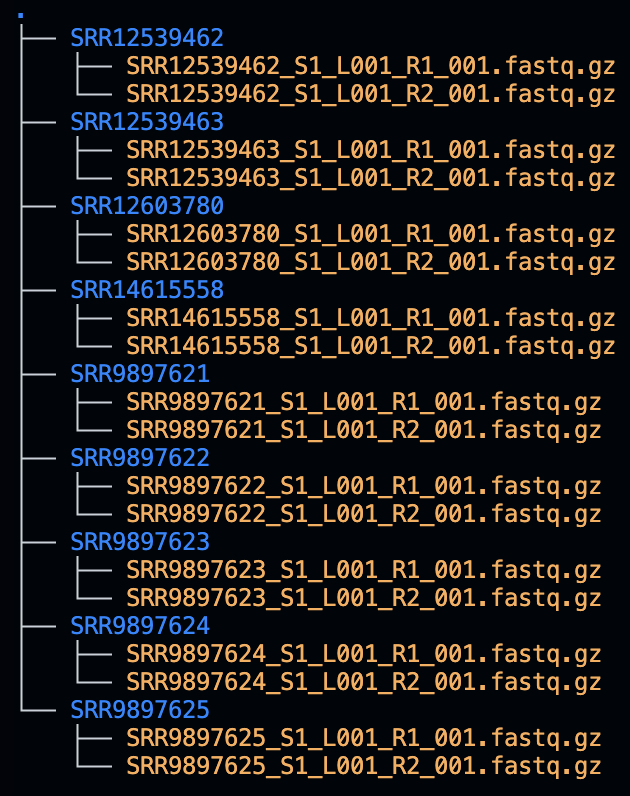 .
├── SRR12539462
│   ├── SRR12539462_S1_L001_R1_001.fastq.gz
│   └── SRR12539462_S1_L001_R2_001.fastq.gz
├── SRR12539463
│   ├── SRR12539463_S1_L001_R1_001.fastq.gz
│   └── SRR12539463_S1_L001_R2_001.fastq.gz
├── SRR12603780
│   ├── SRR12603780_S1_L001_R1_001.fastq.gz
│   └── SRR12603780_S1_L001_R2_001.fastq.gz
├── SRR14615558
│   ├── SRR14615558_S1_L001_R1_001.fastq.gz
│   └── SRR14615558_S1_L001_R2_001.fastq.gz
├── SRR9897621
│   ├── SRR9897621_S1_L001_R1_001.fastq.gz
│   └── SRR9897621_S1_L001_R2_001.fastq.gz
├── SRR9897622
│   ├── SRR9897622_S1_L001_R1_001.fastq.gz
│   └── SRR9897622_S1_L001_R2_001.fastq.gz
├── SRR9897623
│   ├── SRR9897623_S1_L001_R1_001.fastq.gz
│   └── SRR9897623_S1_L001_R2_001.fastq.gz
├── SRR9897624
│   ├── SRR9897624_S1_L001_R1_001.fastq.gz
│   └── SRR9897624_S1_L001_R2_001.fastq.gz
└── SRR9897625
    ├── SRR9897625_S1_L001_R1_001.fastq.gz
    └── SRR9897625_S1_L001_R2_001.fastq.gz